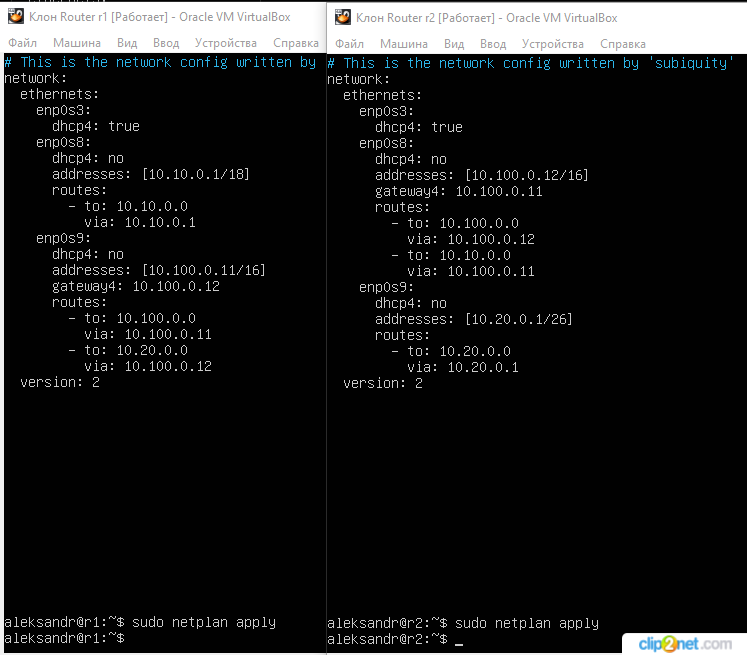 Клон Router r1 [Работает] - Oracle VM VirtualBox
Файл Машина Вид Ввод Устройства Справка
# This is the network config written by
network:
  ethernets:
    enp0s3:
      dhcp4: true
    enp0s8:
      dhcp4: no
      addresses: [10.10.0.1/18]
      routes:
        - to: 10.10.0.0
          via: 10.10.0.1
    enp0s9:
      dhcp4: no
      addresses: [10.100.0.11/16]
      gateway4: 10.100.0.12
      routes:
        - to: 10.100.0.0
          via: 10.100.0.11
        - to: 10.20.0.0
          via: 10.100.0.12
  version: 2
aleksandr@r1:~$ sudo netplan apply
aleksandr@r1:~$
Клон Router r2 [Работает] - Oracle VM VirtualBox
Файл Машина Вид Ввод Устройства Справка
# This is the network config written by 'subiquity'
network:
  ethernets:
    enp0s3:
      dhcp4: true
    enp0s8:
      dhcp4: no
      addresses: [10.100.0.12/16]
      gateway4: 10.100.0.11
      routes:
        - to: 10.100.0.0
          via: 10.100.0.12
        - to: 10.10.0.0
          via: 10.100.0.11
    enp0s9:
      dhcp4: no
      addresses: [10.20.0.1/26]
      routes:
        - to: 10.20.0.0
          via: 10.20.0.1
  version: 2
aleksandr@r2:~$ sudo netplan apply
aleksandr@r2:~$ _
clip2net.com